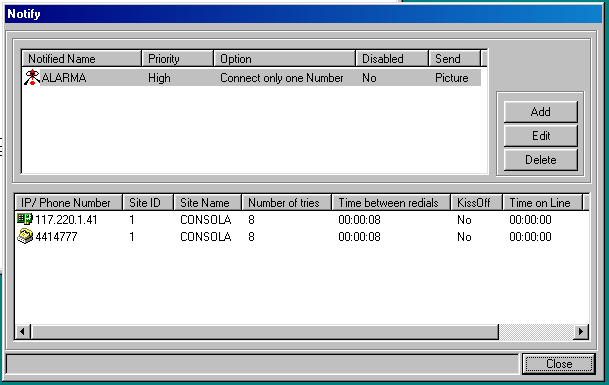 Notify
Notified Name Priority Option Disabled Send
ALARMA High Connect only one Number No Picture
Add
Edit
Delete
IP/ Phone Number Site ID Site Name Number of tries Time between redials KissOff Time on Line
117.220.1.41 1 CONSOLA 8 00:00:08 No 00:00:00
4414777 1 CONSOLA 8 00:00:08 No 00:00:00
Close